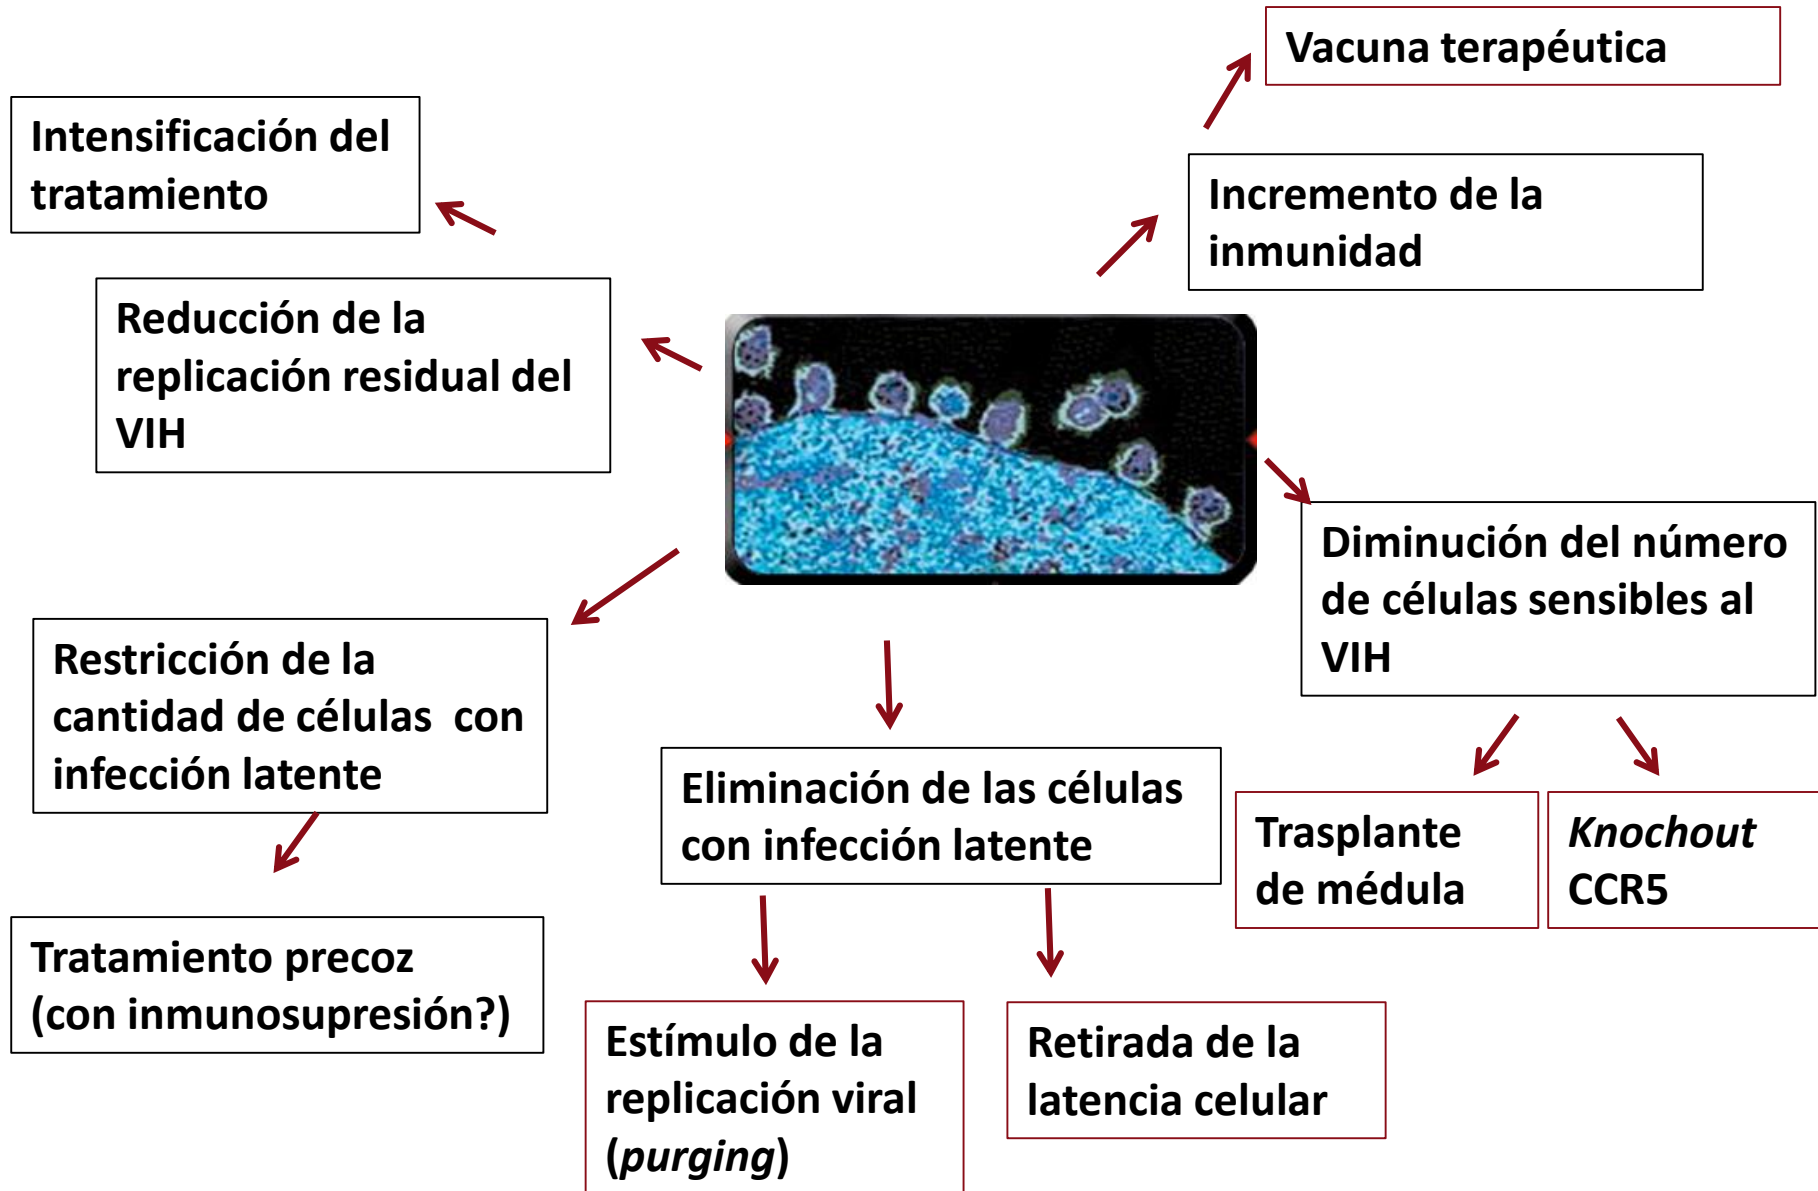 Vacuna terapéutica
Intensificación del
tratamiento
Incremento de la
inmunidad
Reducción de la
replicación residual del
VIH
Diminución del número
de células sensibles al
VIH
Restricción de la
cantidad de células con
infección latente
Eliminación de las células
con infección latente
Trasplante
de médula
Knochout
CCR5
Tratamiento precoz
(con inmunosupresión?)
Estímulo de la
replicación viral
(purging)
Retirada de la
latencia celular